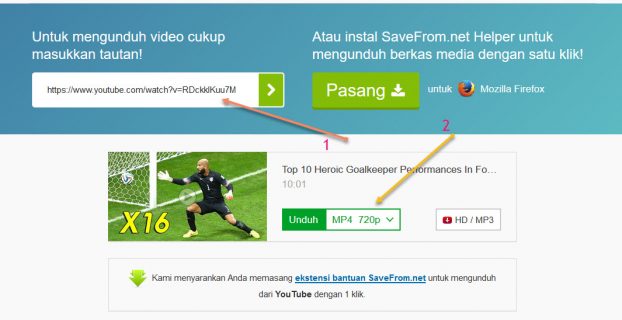 Untuk mengunduh video cukup
masukkan tautan!
https://www.youtube.com/watch?v=RDckklKuu7M
Atau instal SaveFrom.net Helper untuk
mengunduh berkas media dengan satu klik!
Pasang
untuk
Mozilla Firefox
1
2
X16
Top 10 Heroic Goalkeeper Performances In Fo...
10:01
Unduh
MP4 720p
HD / MP3
Kami menyarankan Anda memasang ekstensi bantuan SaveFrom.net untuk mengunduh
dari YouTube dengan 1 klik.